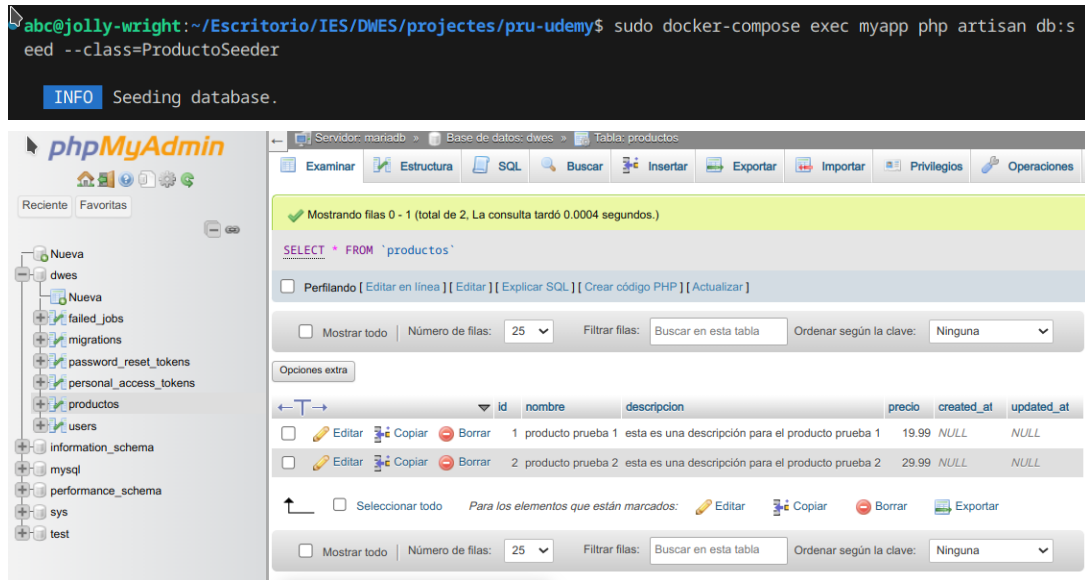 abc@jolly-wright:~/Escritorio/IES/DWES/projectes/pru-udemy$ sudo docker-compose exec myapp php artisan db:s
eed --class=ProductoSeeder
INFO Seeding database.
phpMyAdmin
Reciente Favoritas
Nueva
dwes
Nueva
failed_jobs
migrations
password_reset_tokens
personal_access_tokens
productos
users
information_schema
mysql
performance_schema
sys
test
Servidor: mariadb » Base de datos: dwes » Tabla: productos
Examinar Estructura SQL Buscar Insertar Exportar Importar Privilegios Operaciones
Mostrando filas 0 - 1 (total de 2, La consulta tardó 0.0004 segundos.)
SELECT * FROM `productos`
Perfilando [ Editar en línea ] [ Editar ] [ Explicar SQL ] [ Crear código PHP ] [ Actualizar ]
Mostrar todo | Número de filas: 25 Filtrar filas: Buscar en esta tabla Ordenar según la clave: Ninguna
Opciones extra
←T→ id nombre descripcion precio created_at updated_at
Editar Copiar Borrar 1 producto prueba 1 esta es una descripción para el producto prueba 1 19.99 NULL NULL
Editar Copiar Borrar 2 producto prueba 2 esta es una descripción para el producto prueba 2 29.99 NULL NULL
Seleccionar todo Para los elementos que están marcados: Editar Copiar Borrar Exportar
Mostrar todo | Número de filas: 25 Filtrar filas: Buscar en esta tabla Ordenar según la clave: Ninguna